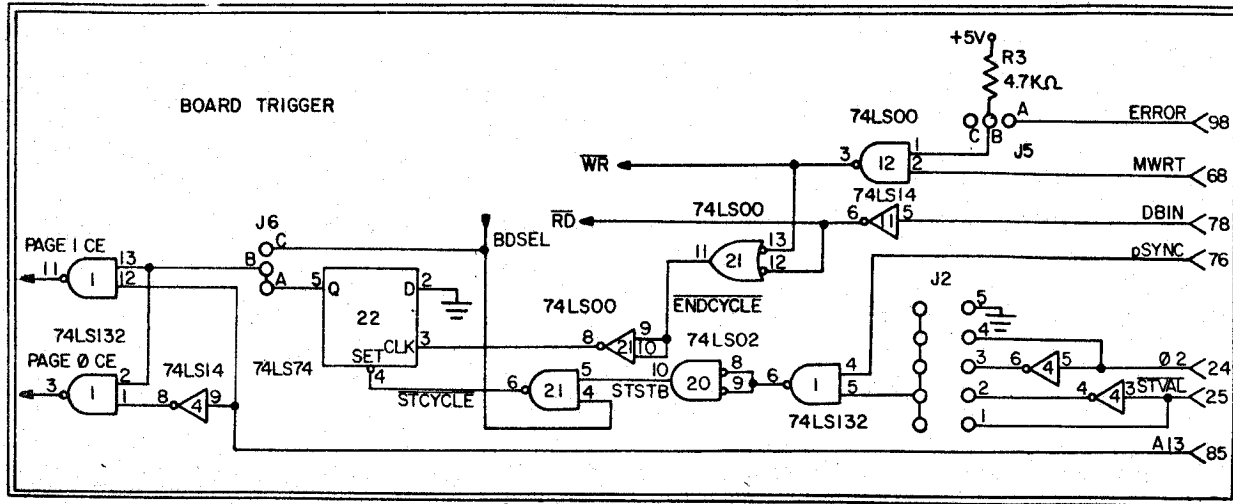 BOARD TRIGGER
+5V
R3
4.7KΩ
74LS00
C B A
J5
ERROR 98
WR 3 12 1 2
MWRT 68
74LS14
RD 74LS00 6 11 5
DBIN 78
pSYNC 76
J6
C
B
A
BDSEL
PAGE 1 CE
11 1 13 12
11 21 13 12
5 Q D 2
22
SET CLK 3
4
74LS74
74LS00
8 21 9 10
ENDCYCLE
74LS02
J2
5
4
3
2
1
74LS132
PAGE Ø CE
3 1 2 1
74LS14
8 4 9
STCYCLE
6 21 5 4
STSTB
10 20 8 9
6 1 4 5
74LS132
6 4 5
Ø2 24
4 4 3
STVAL 25
A13 85